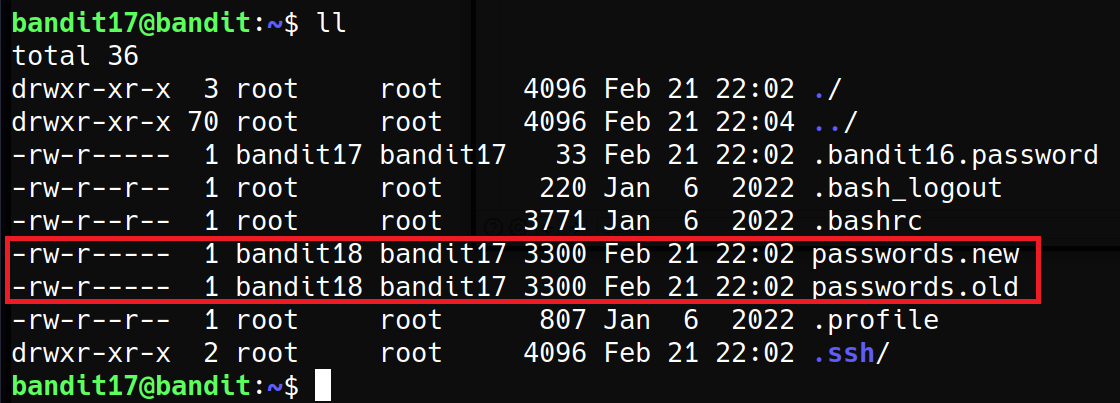 bandit17@bandit:~$ ll
total 36
drwxr-xr-x  3 root     root     4096 Feb 21 22:02 ./
drwxr-xr-x 70 root     root     4096 Feb 21 22:04 ../
-rw-r-----  1 bandit17 bandit17   33 Feb 21 22:02 .bandit16.password
-rw-r--r--  1 root     root      220 Jan  6  2022 .bash_logout
-rw-r--r--  1 root     root     3771 Jan  6  2022 .bashrc
-rw-r-----  1 bandit18 bandit17 3300 Feb 21 22:02 passwords.new
-rw-r-----  1 bandit18 bandit17 3300 Feb 21 22:02 passwords.old
-rw-r--r--  1 root     root      807 Jan  6  2022 .profile
drwxr-xr-x  2 root     root     4096 Feb 21 22:02 .ssh/
bandit17@bandit:~$